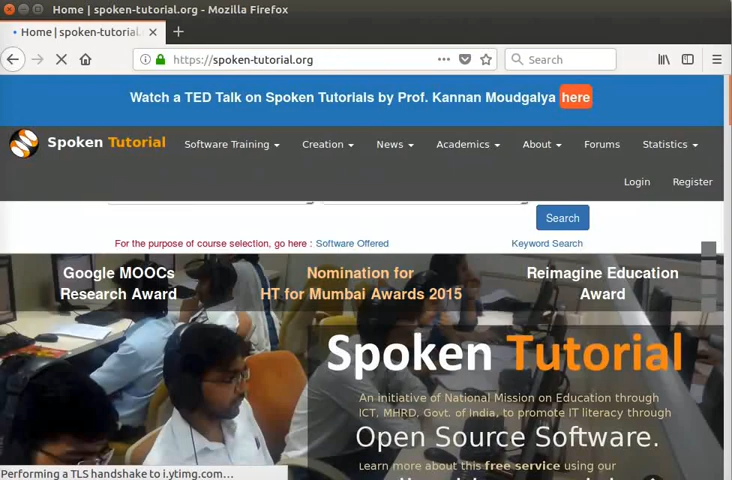 Home | spoken-tutorial.org - Mozilla Firefox
Home | spoken-tutorial.
https://spoken-tutorial.org
Search
Watch a TED Talk on Spoken Tutorials by Prof. Kannan Moudgalya here
Spoken Tutorial
Software Training
Creation
News
Academics
About
Forums
Statistics
Login
Register
Search
For the purpose of course selection, go here : Software Offered
Keyword Search
Google MOOCs
Research Award
Nomination for
HT for Mumbai Awards 2015
Reimagine Education
Award
Spoken Tutorial
An initiative of National Mission on Education through
ICT, MHRD, Govt. of India, to promote IT literacy through
Open Source Software.
Learn more about this free service using our
Performing a TLS handshake to i.ytimg.com...